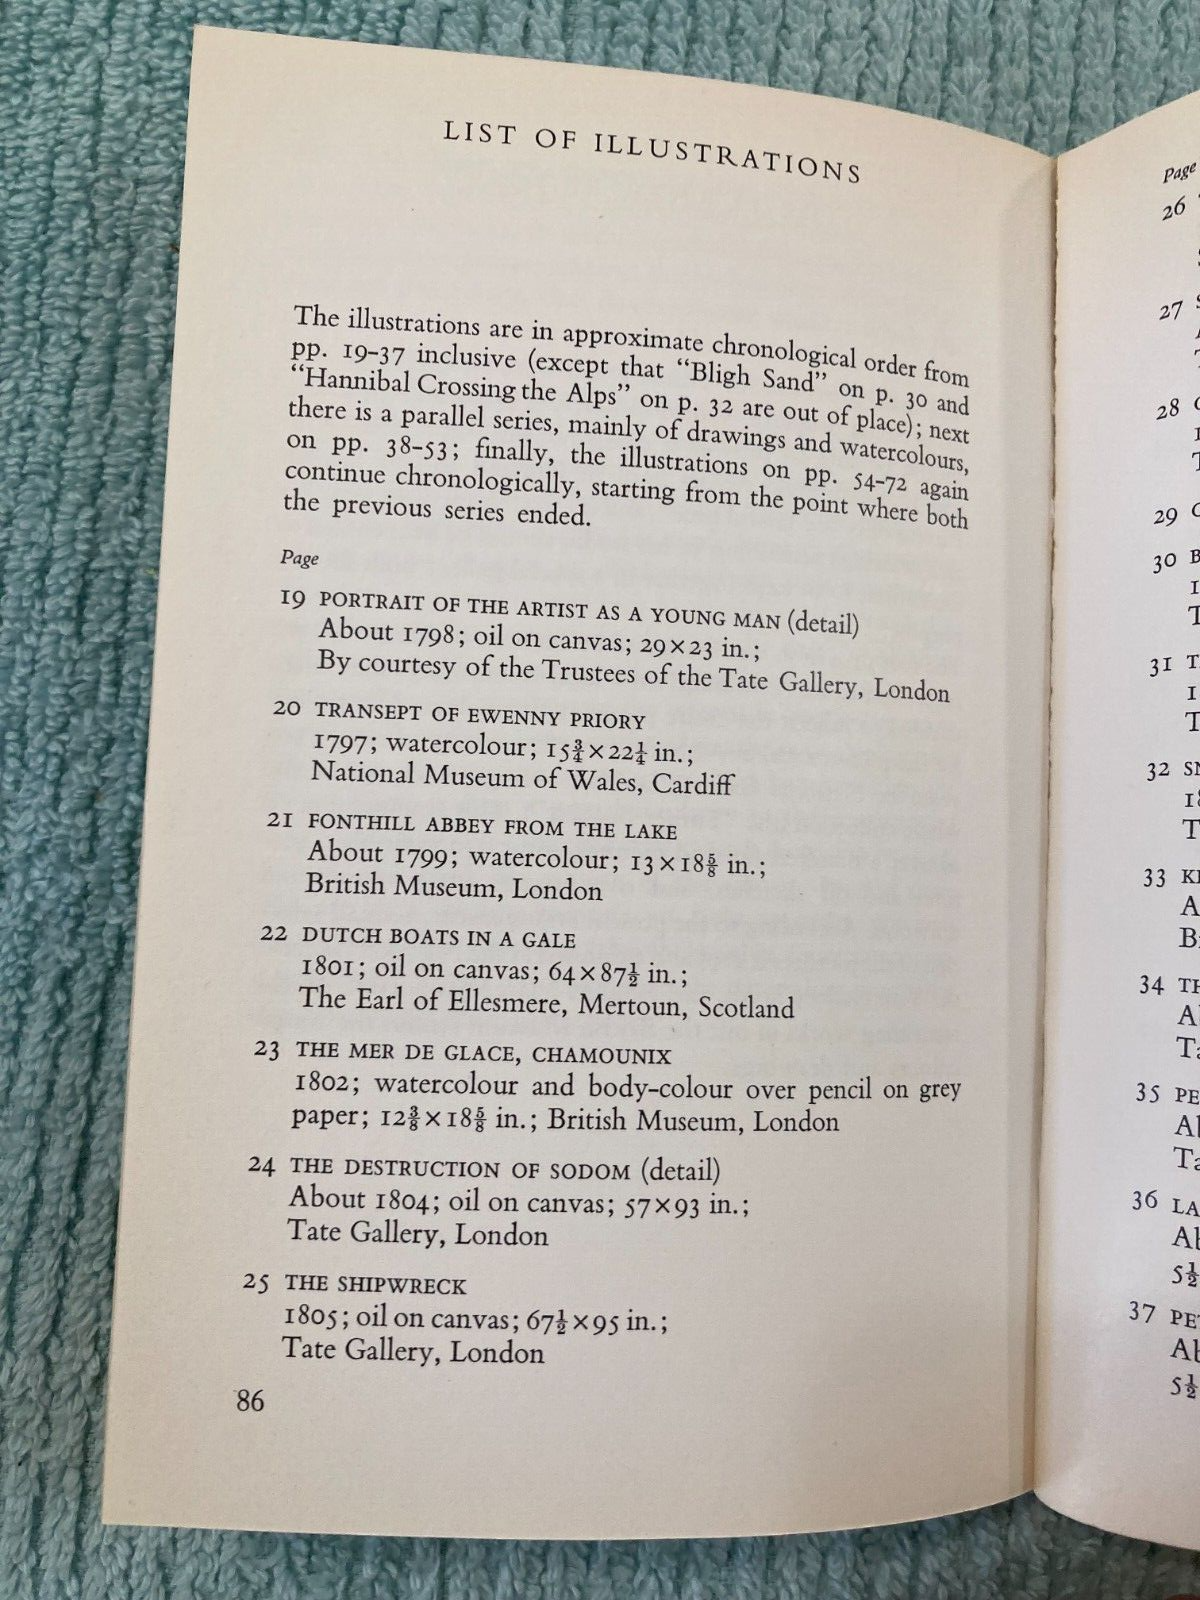 LIST OF ILLUSTRATIONS
The illustrations are in approximate chronological order from
pp. 19–37 inclusive (except that “Bligh Sand” on p. 30 and
“Hannibal Crossing the Alps” on p. 32 are out of place); next
there is a parallel series, mainly of drawings and watercolours,
on pp. 38–53; finally, the illustrations on pp. 54–72 again
continue chronologically, starting from the point where both
the previous series ended.
Page
19 PORTRAIT OF THE ARTIST AS A YOUNG MAN (detail)
About 1798; oil on canvas; 29×23 in.;
By courtesy of the Trustees of the Tate Gallery, London
20 TRANSEPT OF EWENNY PRIORY
1797; watercolour; 15¾×22¼ in.;
National Museum of Wales, Cardiff
21 FONTHILL ABBEY FROM THE LAKE
About 1799; watercolour; 13×18⅝ in.;
British Museum, London
22 DUTCH BOATS IN A GALE
1801; oil on canvas; 64×87½ in.;
The Earl of Ellesmere, Mertoun, Scotland
23 THE MER DE GLACE, CHAMOUNIX
1802; watercolour and body-colour over pencil on grey
paper; 12⅜×18⅝ in.; British Museum, London
24 THE DESTRUCTION OF SODOM (detail)
About 1804; oil on canvas; 57×93 in.;
Tate Gallery, London
25 THE SHIPWRECK
1805; oil on canvas; 67½×95 in.;
Tate Gallery, London
86
Page
26
27
28
29
30
31
32
33
34
35
36
5½
37
5½